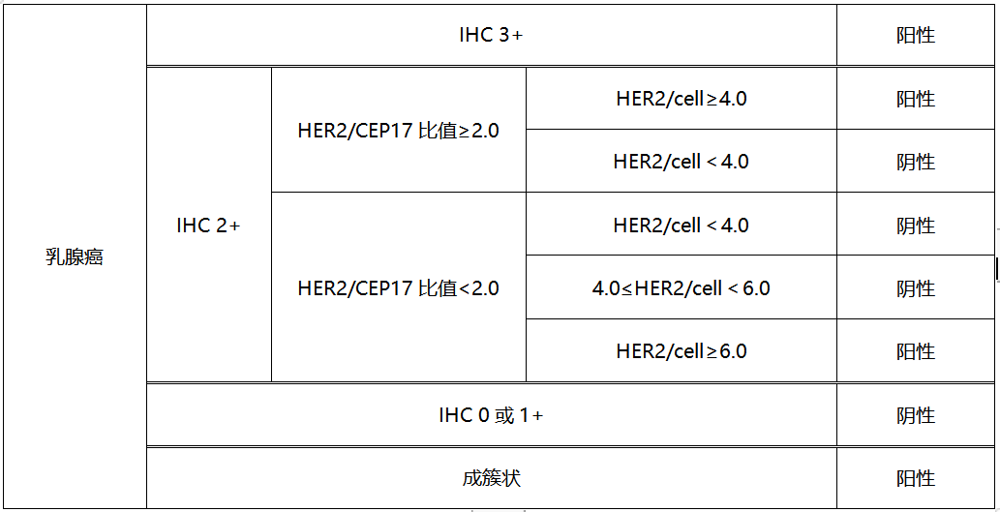 IHC 3+ 阳性
HER2/cell≥4.0 阳性
HER2/CEP17 比值≥2.0
HER2/cell＜4.0 阴性
IHC 2+
HER2/cell＜4.0 阴性
乳腺癌
HER2/CEP17 比值<2.0
4.0≤HER2/cell＜6.0 阴性
HER2/cell≥6.0 阳性
IHC 0 或 1+ 阴性
成簇状 阳性